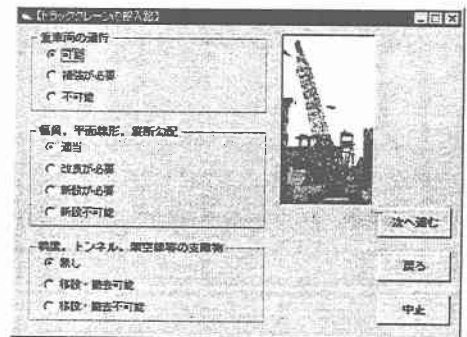 【トラッククレーンの搬入路】
重車両の通行
可能
補強が必要
不可能
幅員，平面線形，縦断勾配
適当
改良が必要
新設が必要
新設不可能
橋梁，トンネル，架空線等の支障物
無し
移設・撤去可能
移設・撤去不可能
次へ進む
戻る
中止